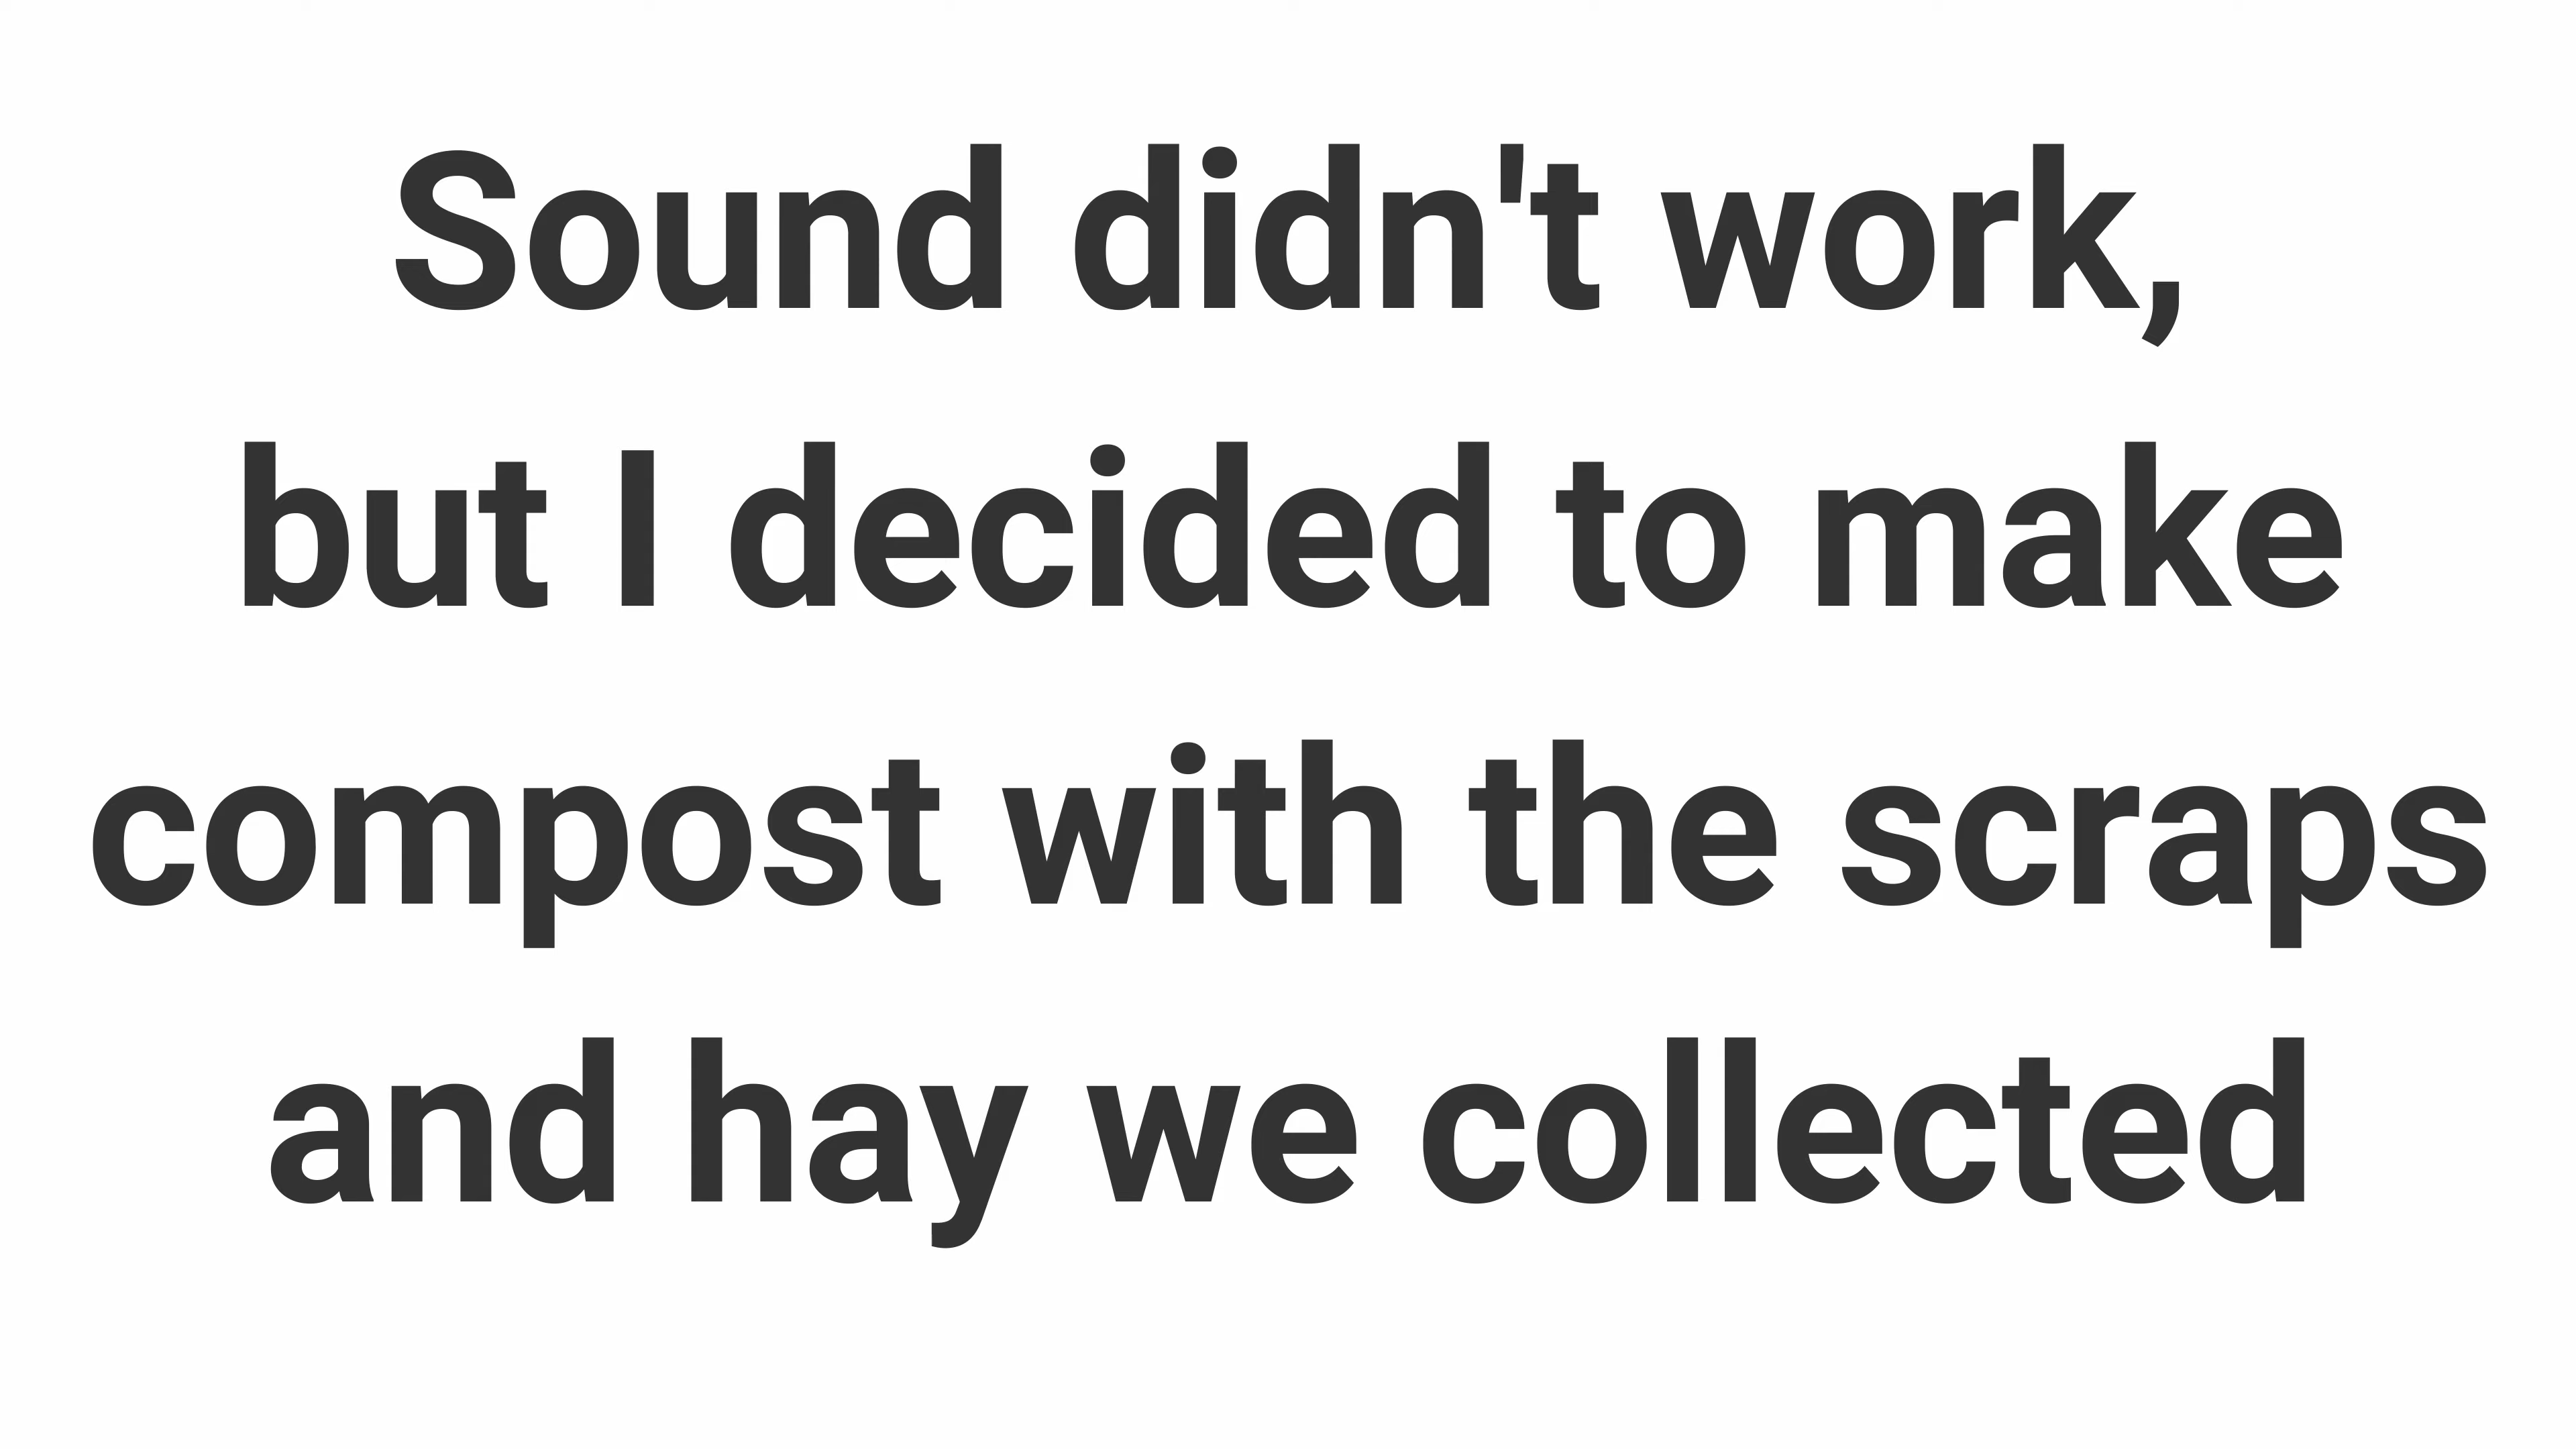 Sound didn't work,
but I decided to make
compost with the scraps
and hay we collected